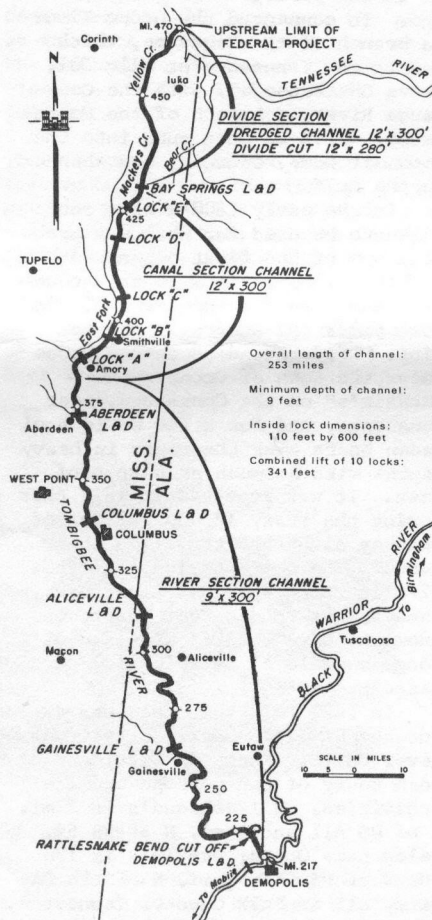 MI. 470
UPSTREAM LIMIT OF
FEDERAL PROJECT
Corinth
N
Yellow Cr.
Iuka
TENNESSEE RIVER
450
DIVIDE SECTION
DREDGED CHANNEL 12'x300'
DIVIDE CUT 12'x 280'
Mackeys Cr.
Bear Cr.
BAY SPRINGS L & D
LOCK "E"
425
LOCK "D"
TUPELO
CANAL SECTION CHANNEL
12'x 300'
LOCK "C"
East Fork
400
LOCK "B"
Smithville
LOCK "A"
Amory
Overall length of channel:
253 miles
Minimum depth of channel:
9 feet
Inside lock dimensions:
110 feet by 600 feet
Combined lift of 10 locks:
341 feet
375
ABERDEEN
L & D
Aberdeen
MISS.
ALA.
WEST POINT
350
TOMBIGBEE
COLUMBUS L & D
COLUMBUS
325
RIVER SECTION CHANNEL
9'x 300'
ALICEVILLE
L & D
WARRIOR RIVER
To Birmingham
Tuscaloosa
BLACK
Macon
RIVER
300
Aliceville
275
GAINESVILLE L & D
Gainesville
Eutaw
SCALE IN MILES
10 5 0 5 10
250
225
RATTLESNAKE BEND CUT OFF
DEMOPOLIS L & D.
MI. 217
DEMOPOLIS
To Mobile